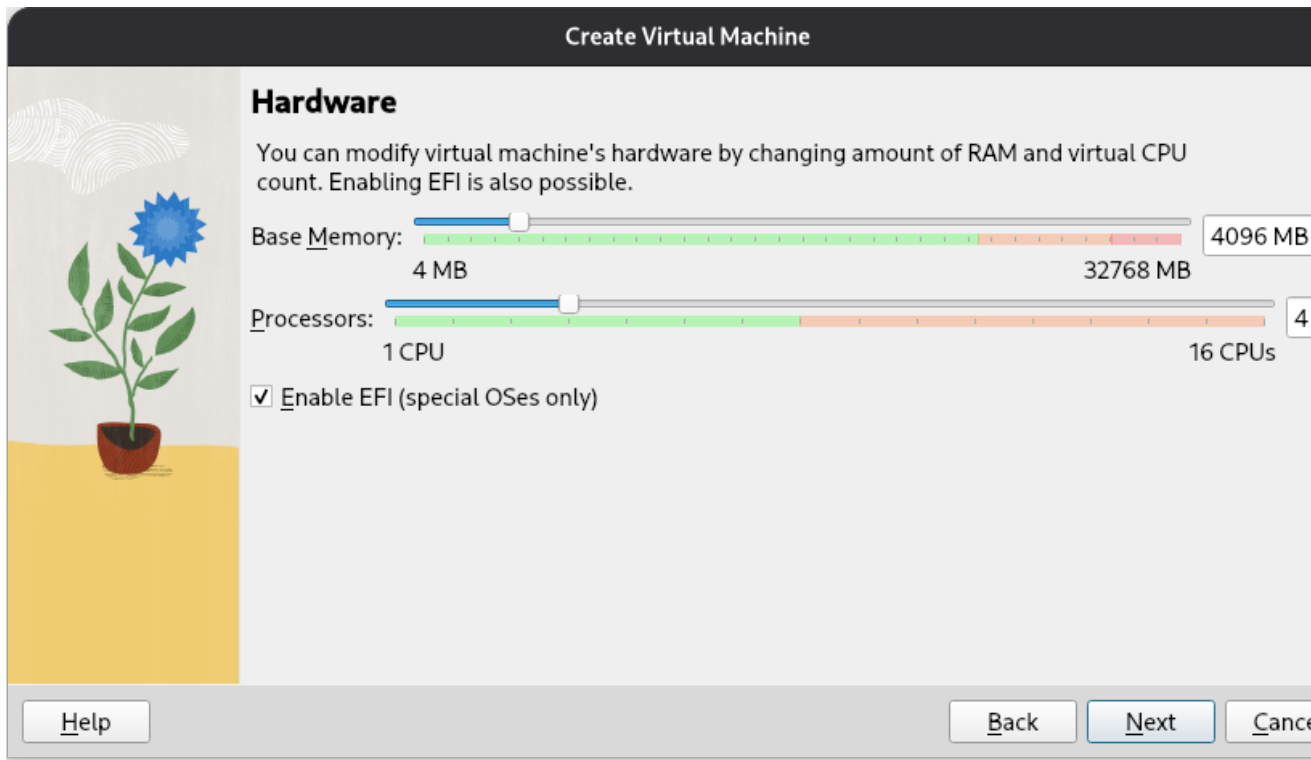 Create Virtual Machine
Hardware
You can modify virtual machine's hardware by changing amount of RAM and virtual CPU
count. Enabling EFI is also possible.
Base Memory: 4096 MB
4 MB 32768 MB
Processors: 4
1 CPU 16 CPUs
Enable EFI (special OSes only)
Help Back Next Cance